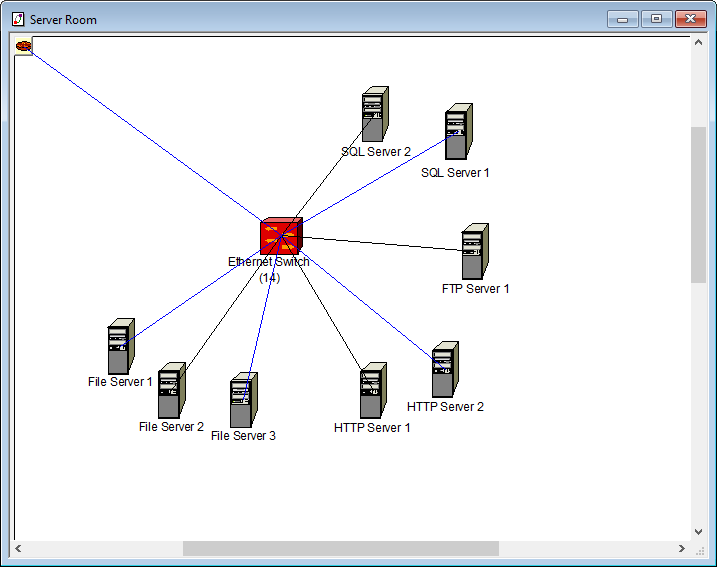 Server Room
SQL Server 2
SQL Server 1
Ethernet Switch
(14)
FTP Server 1
File Server 1
File Server 2
File Server 3
HTTP Server 1
HTTP Server 2